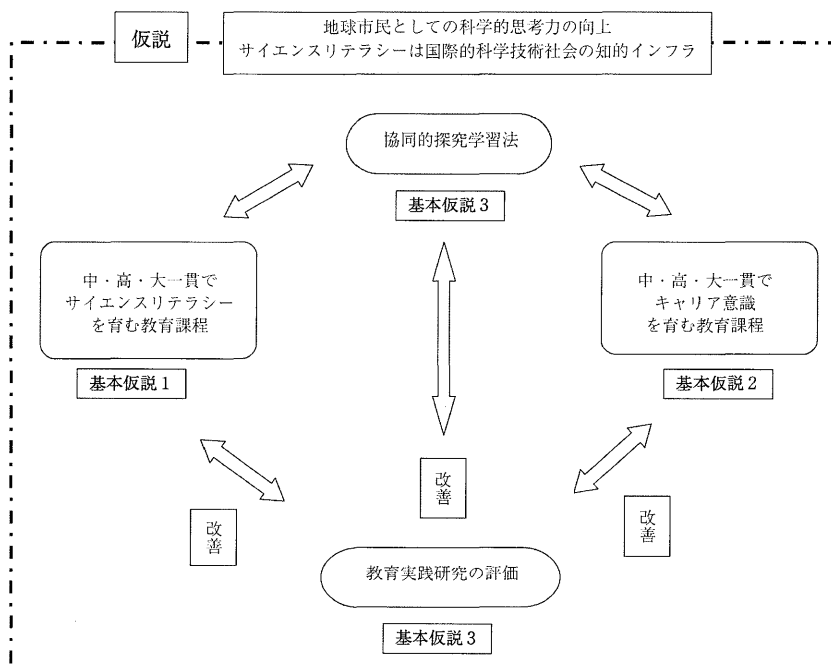 仮説
地球市民としての科学的思考力の向上
サイエンスリテラシーは国際的科学技術社会の知的インフラ
協同的探究学習法
基本仮説3
中・高・大一貫で
サイエンスリテラシー
を育む教育課程
基本仮説1
中・高・大一貫で
キャリア意識
を育む教育課程
基本仮説2
改善
改善
改善
教育実践研究の評価
基本仮説3